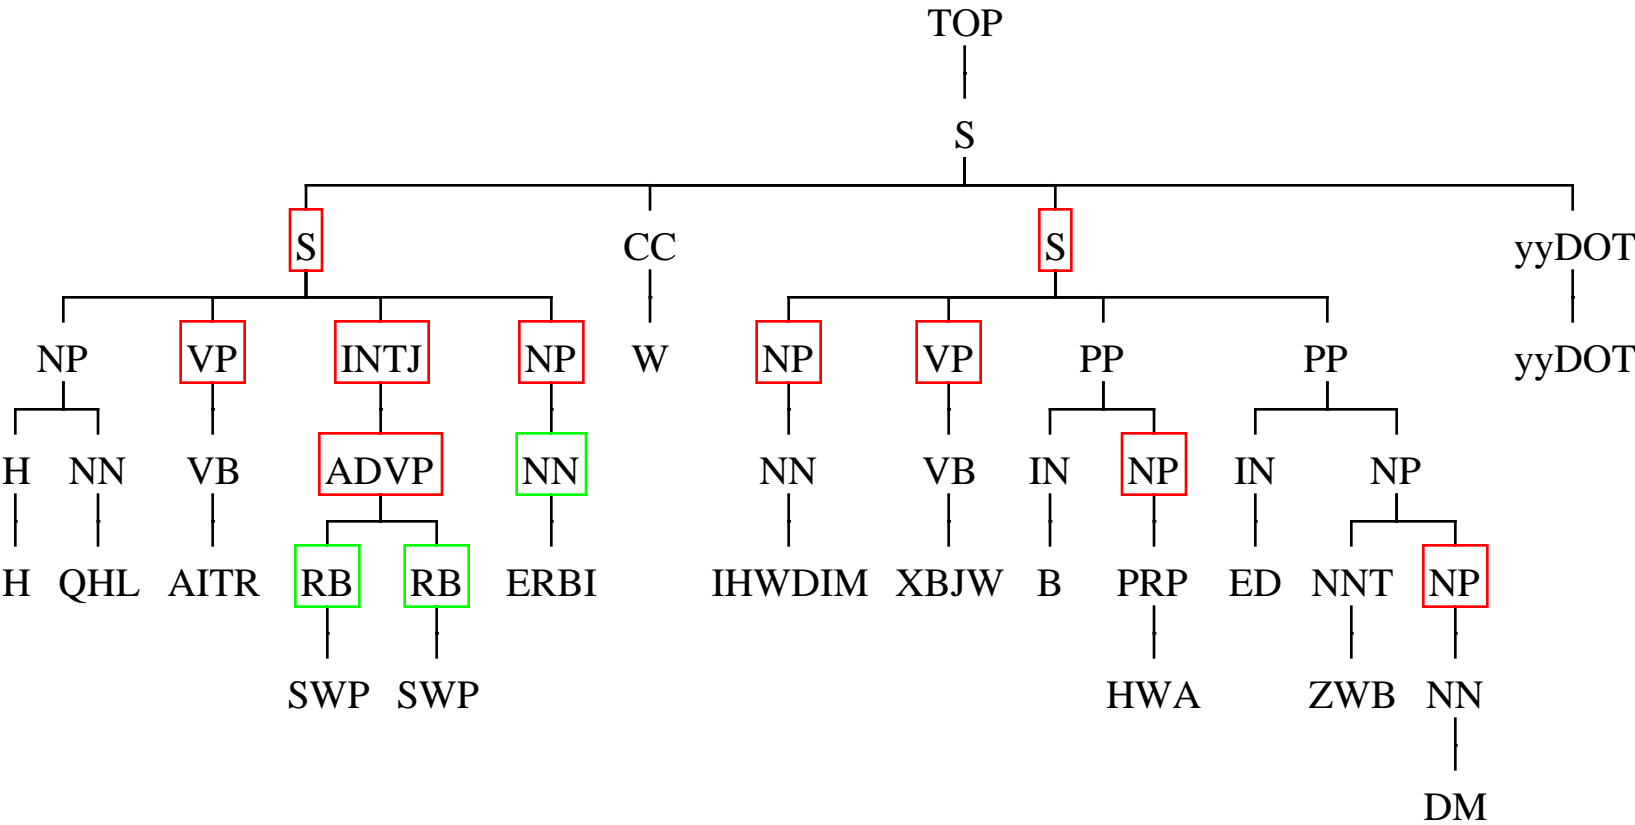 TOP
S
S CC S yyDOT
NP VP INTJ NP W NP VP PP PP yyDOT
H NN VB ADVP NN NN VB IN NP IN NP
H QHL AITR RB RB ERBI IHWDIM XBJW B PRP ED NNT NP
SWP SWP HWA ZWB NN
DM